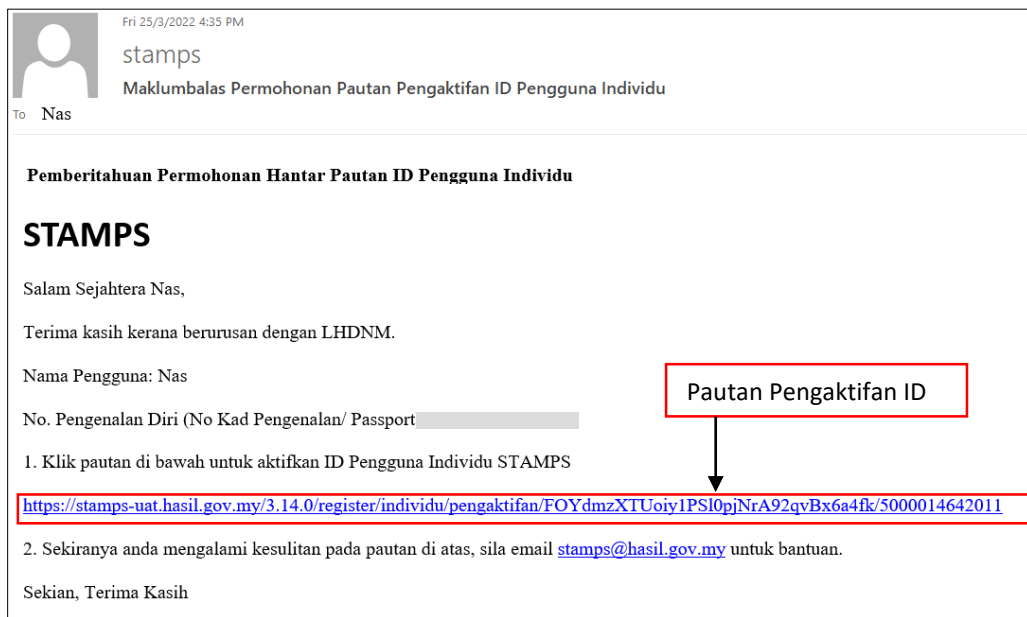 Fri 25/3/2022 4:35 PM
stamps
Maklumbalas Permohonan Pautan Pengaktifan ID Pengguna Individu
To Nas
Pemberitahuan Permohonan Hantar Pautan ID Pengguna Individu
STAMPS
Salam Sejahtera Nas,
Terima kasih kerana berurusan dengan LHDNM.
Nama Pengguna: Nas
Pautan Pengaktifan ID
No. Pengenalan Diri (No Kad Pengenalan/ Passport
1. Klik pautan di bawah untuk aktifkan ID Pengguna Individu STAMPS
https://stamps-uat.hasil.gov.my/3.14.0/register/individu/pengaktifan/FOYdmzXTUoiy1PSl0pjNrA92qvBx6a4fk/5000014642011
2. Sekiranya anda mengalami kesulitan pada pautan di atas, sila email stamps@hasil.gov.my untuk bantuan.
Sekian, Terima Kasih